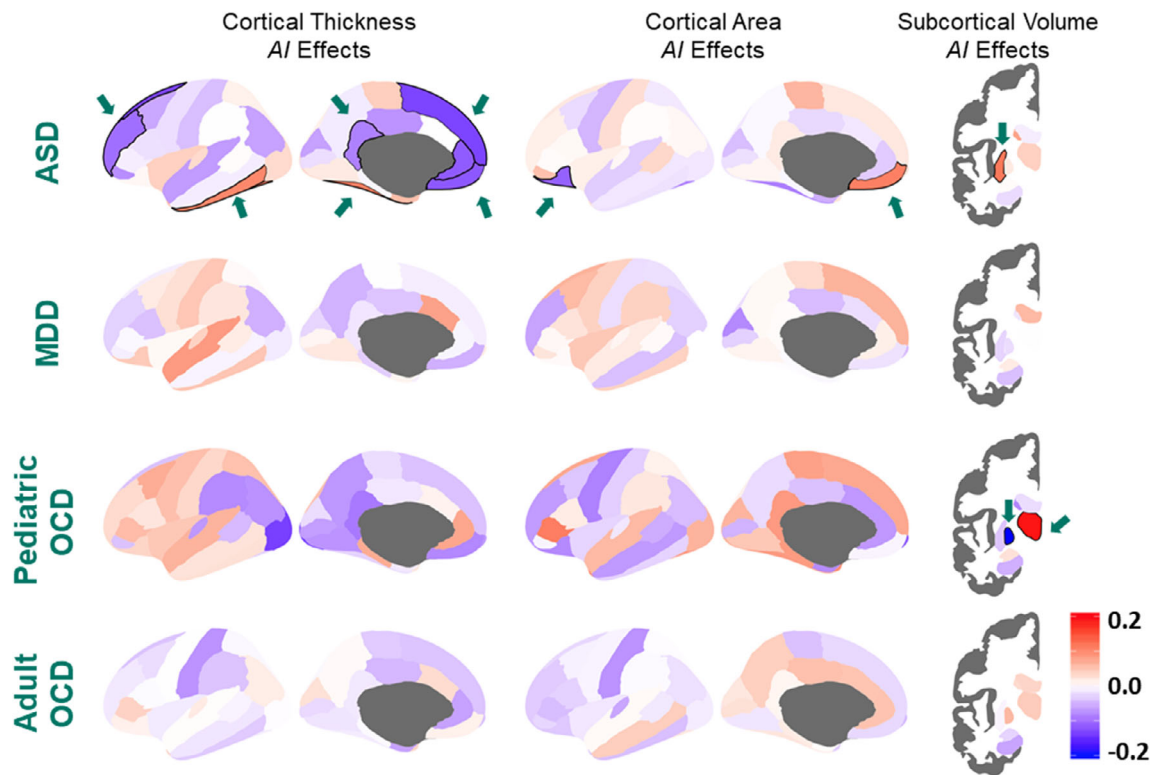 Cortical Thickness
AI Effects
Cortical Area
AI Effects
Subcortical Volume
AI Effects
ASD
MDD
Pediatric
OCD
Adult
OCD
0.2
0.0
-0.2